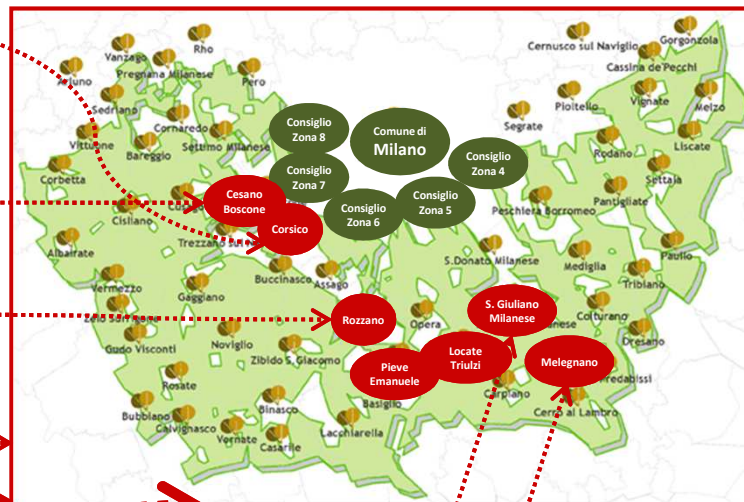 Gorgonzola
Rho
Cernusco sul Naviglio
Vanzago
Cassina de'Pecchi
Pregnana Milanese
Pero
Vignate
Melzo
Sedriano
Pioltello
Segrate
Cornaredo
Consiglio
Zona 8
Comune di
Milano
Vittuone
Settimo Milanese
Liscate
Bareggio
Rodano
Consiglio
Zona 4
Corbetta
Consiglio
Zona 7
Settala
Cesano
Boscone
Pantigliate
Consiglio
Zona 5
Peschiera Borromeo
Cisliano
Consiglio
Zona 6
Corsico
Trezzano sul
Albairate
S.Donato Milanese
Paullo
Mediglia
Buccinasco
Assago
Vermezzo
Tribiano
Gaggiano
S. Giuliano
Milanese
Colturano
Rozzano
Opera
Dresano
Noviglio
Gudo Visconti
Zibido S.Giacomo
Locate
Triulzi
Melegnano
Pieve
Emanuele
Rosate
Carpiano
Binasco
Basiglio
Bubbiano
Cerro al Lambro
Calvignasco
Vernate
Lacchiarella
Casarile